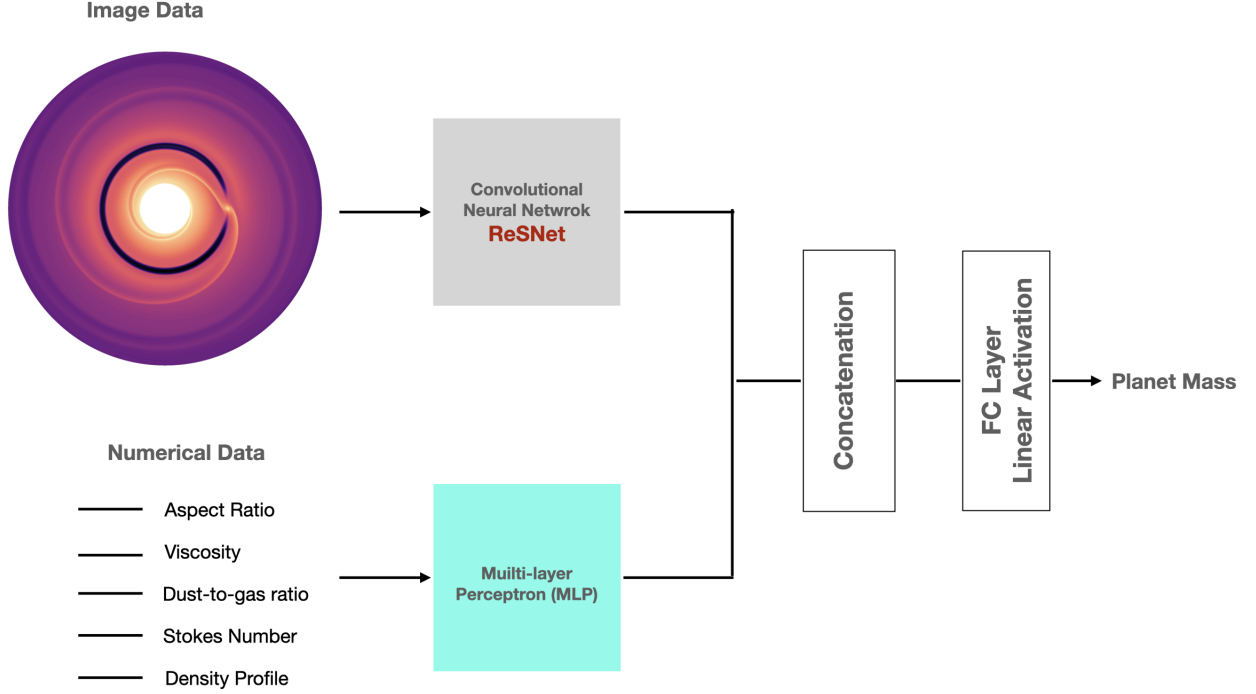 Image Data
Convolutional
Neural Netwrok
ReSNet
Concatenation
FC Layer
Linear Activation
Planet Mass
Numerical Data
Aspect Ratio
Viscosity
Dust-to-gas ratio
Stokes Number
Density Profile
Muilti-layer
Perceptron (MLP)